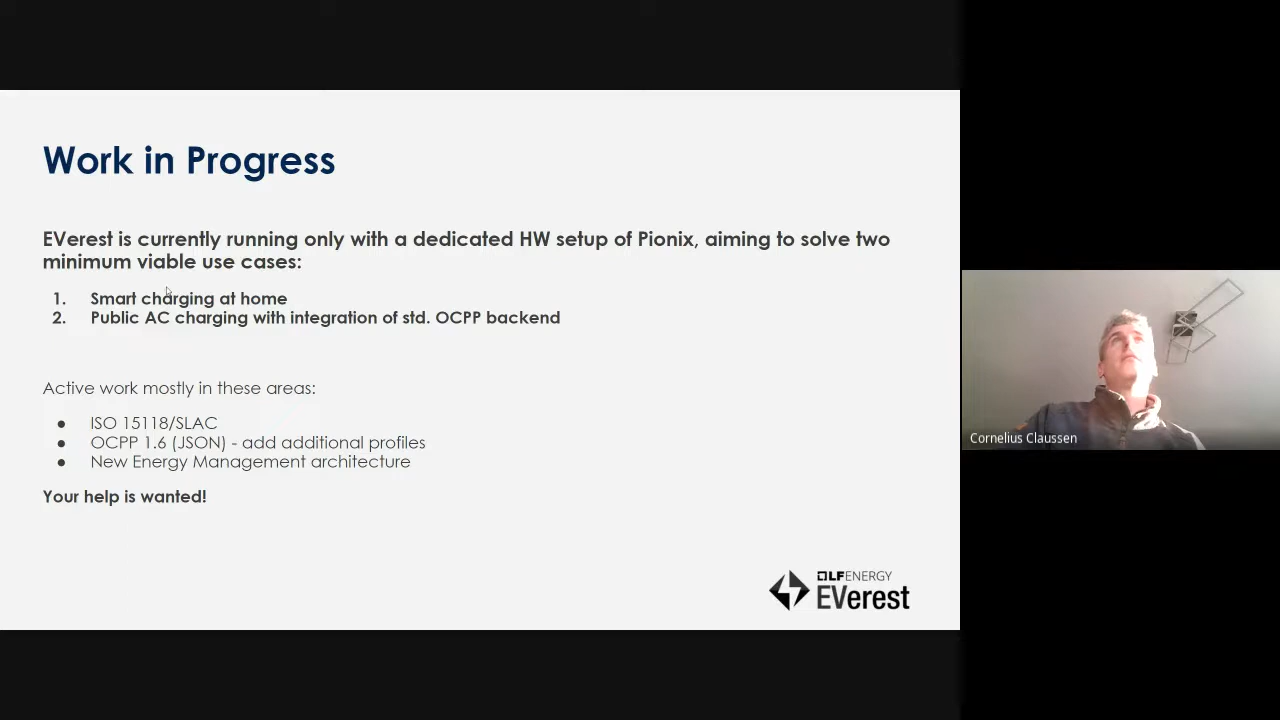 Work in Progress
EVerest is currently running only with a dedicated HW setup of Pionix, aiming to solve two
minimum viable use cases:
1. Smart charging at home
2. Public AC charging with integration of std. OCPP backend
Active work mostly in these areas:
● ISO 15118/SLAC
● OCPP 1.6 (JSON) - add additional profiles
● New Energy Management architecture
Your help is wanted!
LFENERGY
EVerest
Cornelius Claussen